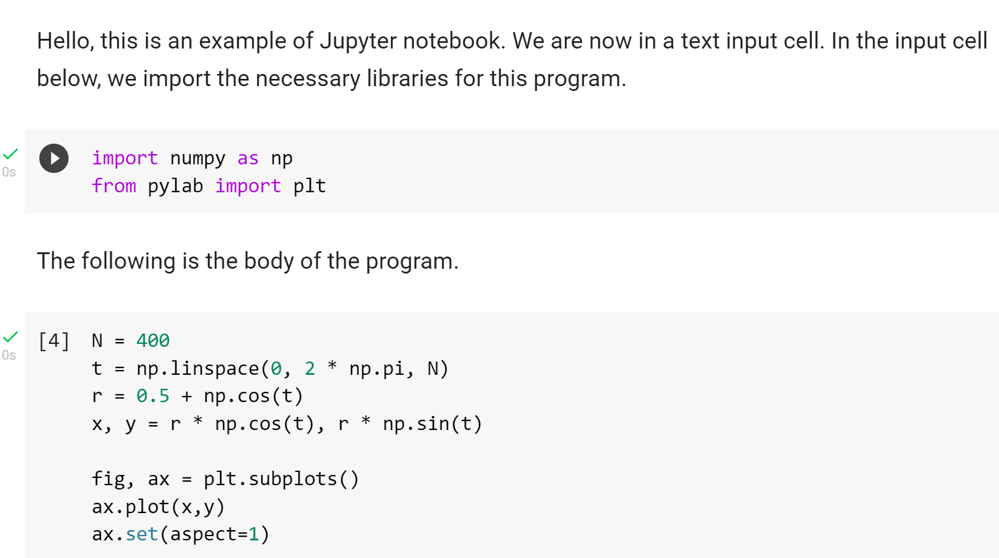 Hello, this is an example of Jupyter notebook. We are now in a text input cell. In the input cell
below, we import the necessary libraries for this program.
import numpy as np
0s
from pylab import plt
The following is the body of the program.
[4] N = 400
0s
t = np.linspace(0, 2 * np.pi, N)
r = 0.5 + np.cos(t)
x, y = r * np.cos(t), r * np.sin(t)
fig, ax = plt.subplots()
ax.plot(x,y)
ax.set(aspect=1)